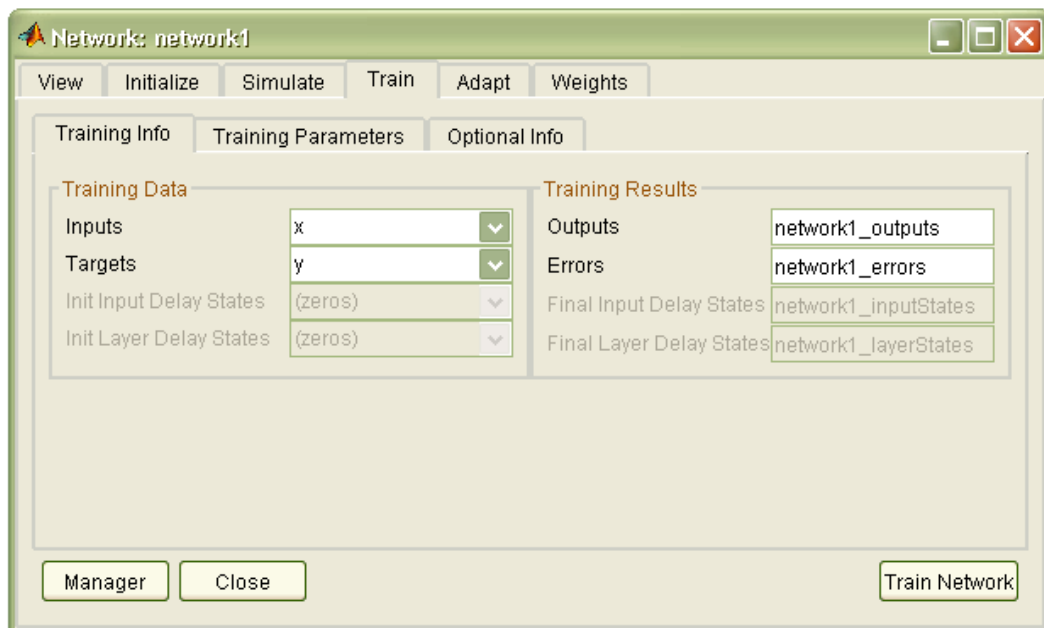 Network: network1
View Initialize Simulate Train Adapt Weights
Training Info Training Parameters Optional Info
Training Data
Inputs x
Targets y
Init Input Delay States (zeros)
Init Layer Delay States (zeros)
Training Results
Outputs network1_outputs
Errors network1_errors
Final Input Delay States network1_inputStates
Final Layer Delay States network1_layerStates
Manager Close Train Network